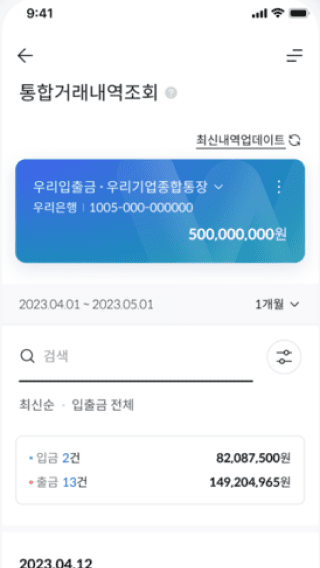 9:41
통합거래내역조회 ?
최신내역업데이트
우리입출금 · 우리기업종합통장
우리은행 | 1005-000-000000
500,000,000원
2023.04.01 ~ 2023.05.01 1개월
검색
최신순 · 입출금 전체
입금 2건 82,087,500원
출금 13건 149,204,965원
2023.04.12